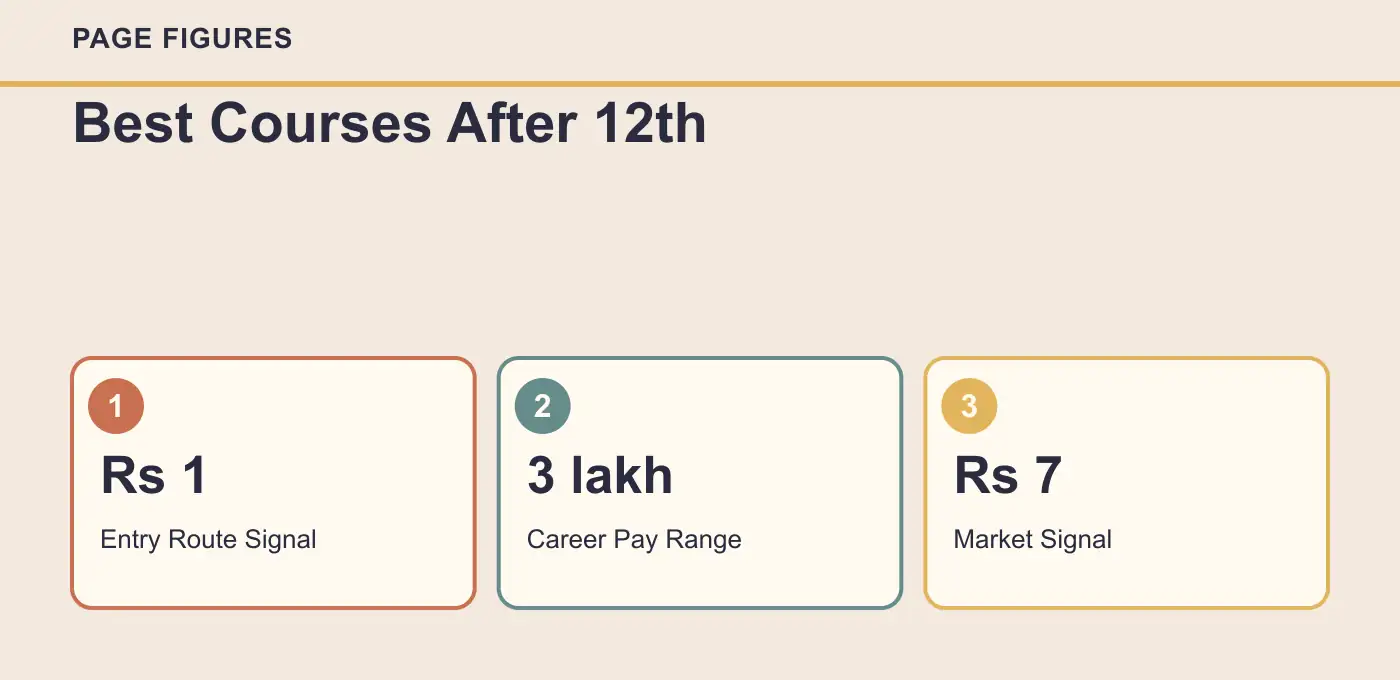 PAGE FIGURES
Best Courses After 12th
1
Rs 1
Entry Route Signal
2
3 lakh
Career Pay Range
3
Rs 7
Market Signal